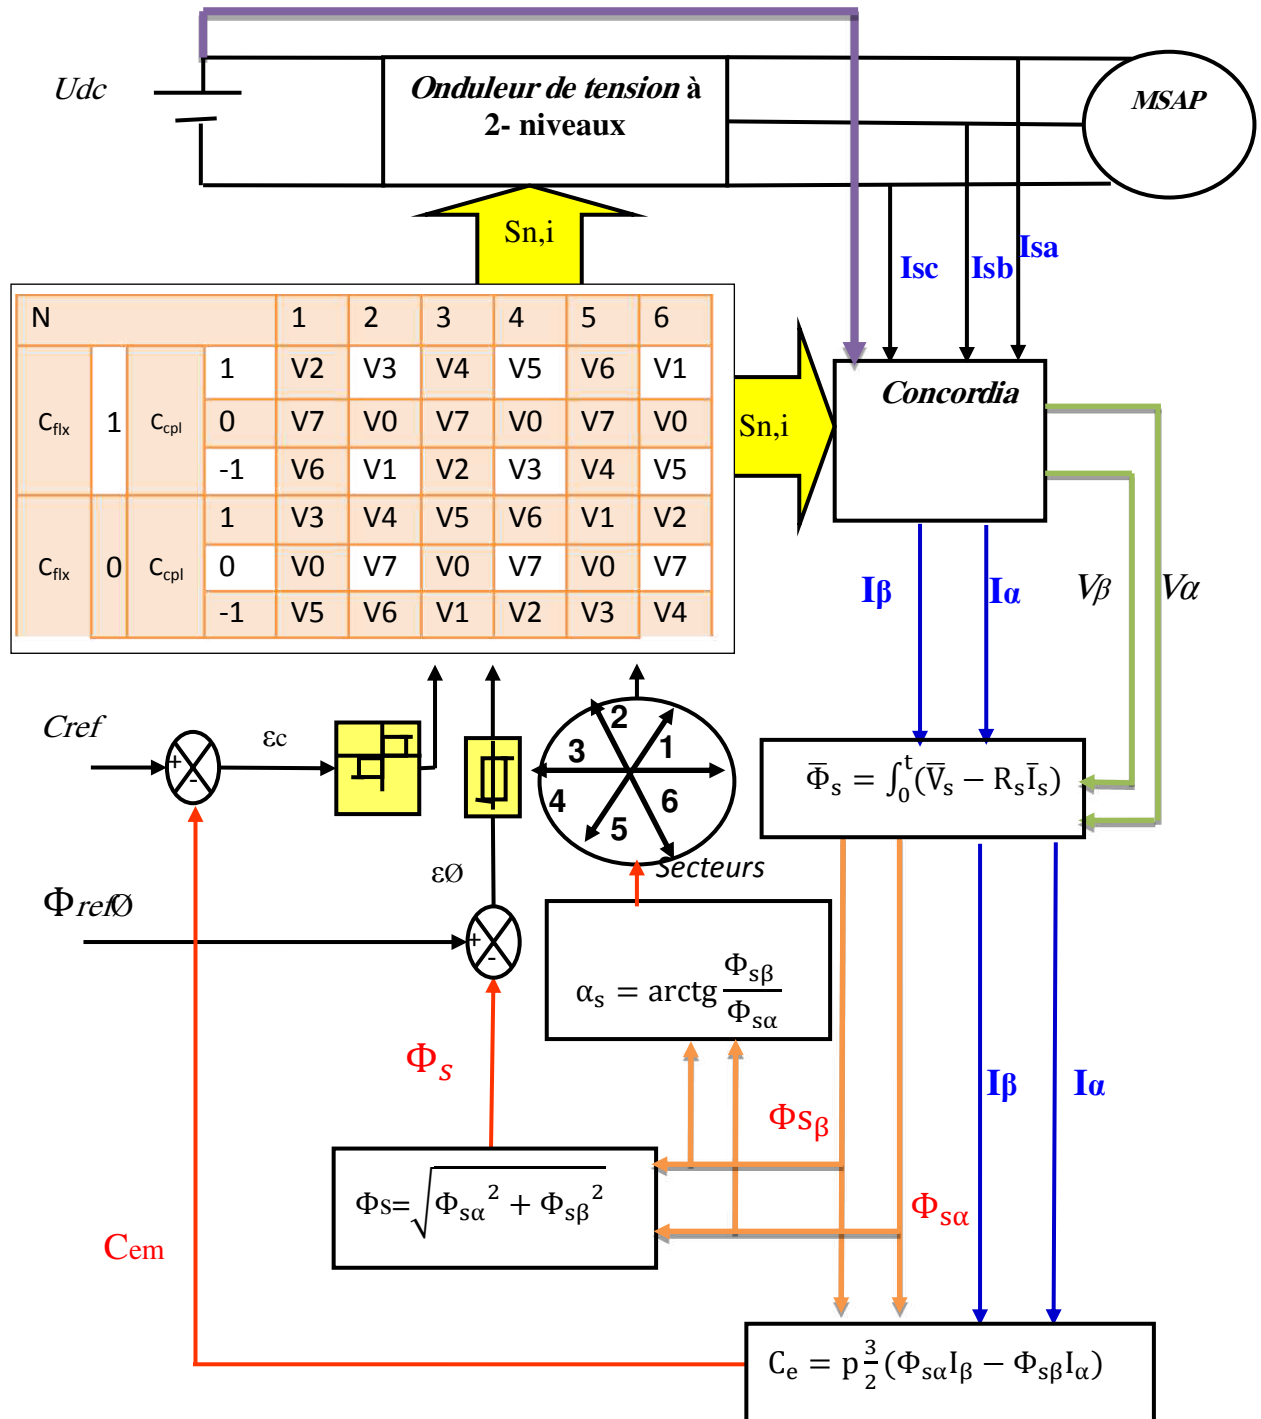 Udc
Onduleur de tension à
2- niveaux
MSAP
Sn,i
Isc
Isb
Isa
N 1 2 3 4 5 6
1 V2 V3 V4 V5 V6 V1
Cflx 1 Ccpl 0 V7 V0 V7 V0 V7 V0
-1 V6 V1 V2 V3 V4 V5
1 V3 V4 V5 V6 V1 V2
Cflx 0 Ccpl 0 V0 V7 V0 V7 V0 V7
-1 V5 V6 V1 V2 V3 V4
Sn,i
Concordia
Iβ
Iα
Vβ
Vα
Cref
+
-
εc
2
3
1
4
6
5
Secteurs
Φ̅s = ∫₀ᵗ(V̅s − RsI̅s)
εØ
ΦrefØ
+
-
αs = arctg Φsβ/Φsα
Φs
Φsβ
Iβ
Iα
Φs=√(Φsα² + Φsβ²)
Φsα
Cem
Ce = p 3/2 (ΦsαIβ − ΦsβIα)